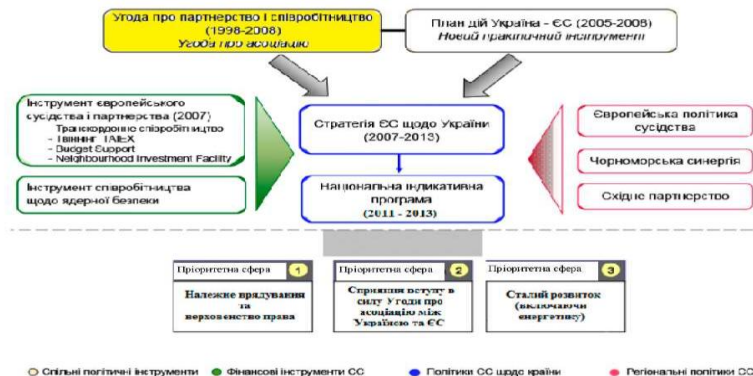 Угода про партнерство і співробітництво
(1998-2008)
Угода про асоціацію
План дій Україна - ЄС (2005-2008)
Новий практичний інструменті
Інструмент європейського
сусідства і партнерства (2007)
- Транскордонне співробітництво
- Твіннінг TAIEX
- Budget Support
- Neighbourhood Investment Facility
Інструмент співробітництва
щодо ядерної безпеки
Стратегія ЄС щодо України
(2007-2013)
Національна індикативна
програма
(2011 - 2013)
Європейська політика
сусідства
Чорноморська синергія
Східне партнерство
Пріоритетна сфера 1
Належне врядування
та
верховенство права
Пріоритетна сфера 2
Сприяння вступу в
силу Угоди про
асоціацію між
Україною та ЄС
Пріоритетна сфера 3
Сталий розвиток
(включаючи
енергетику)
Спільні політичні інструменти
Фінансові інструменти ЄС
Політики ЄС щодо країни
Регіональні політики ЄС